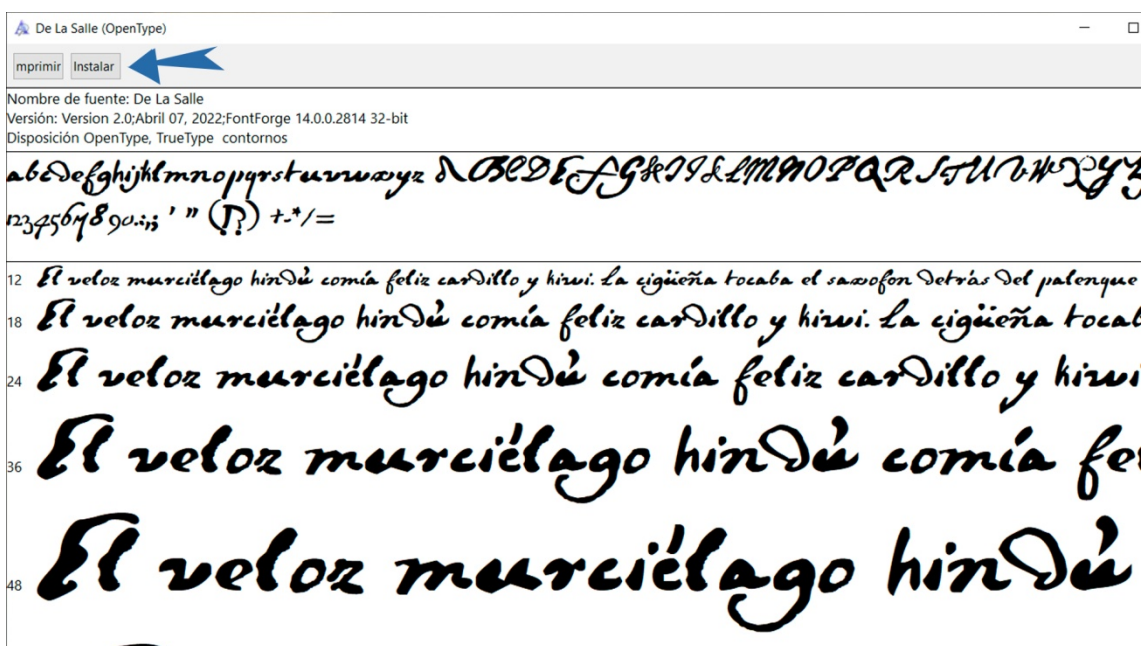 De La Salle (OpenType)
mprimir Instalar
Nombre de fuente: De La Salle
Versión: Version 2.0;Abril 07, 2022;FontForge 14.0.0.2814 32-bit
Disposición OpenType, TrueType contornos
abcdefghijklmnopqrstuvwxyz ABCDEFGHIJKLMNOPQRSTUVWXYZ
1234567890.:,; ' " (!?) +-*/=
12 El veloz murciélago hindú comía feliz cardillo y kiwi. La cigüeña tocaba el saxofon detrás del palenque
18 El veloz murciélago hindú comía feliz cardillo y kiwi. La cigüeña tocab
24 El veloz murciélago hindú comía feliz cardillo y kiwi
36 El veloz murciélago hindú comía fe
48 El veloz murciélago hindú